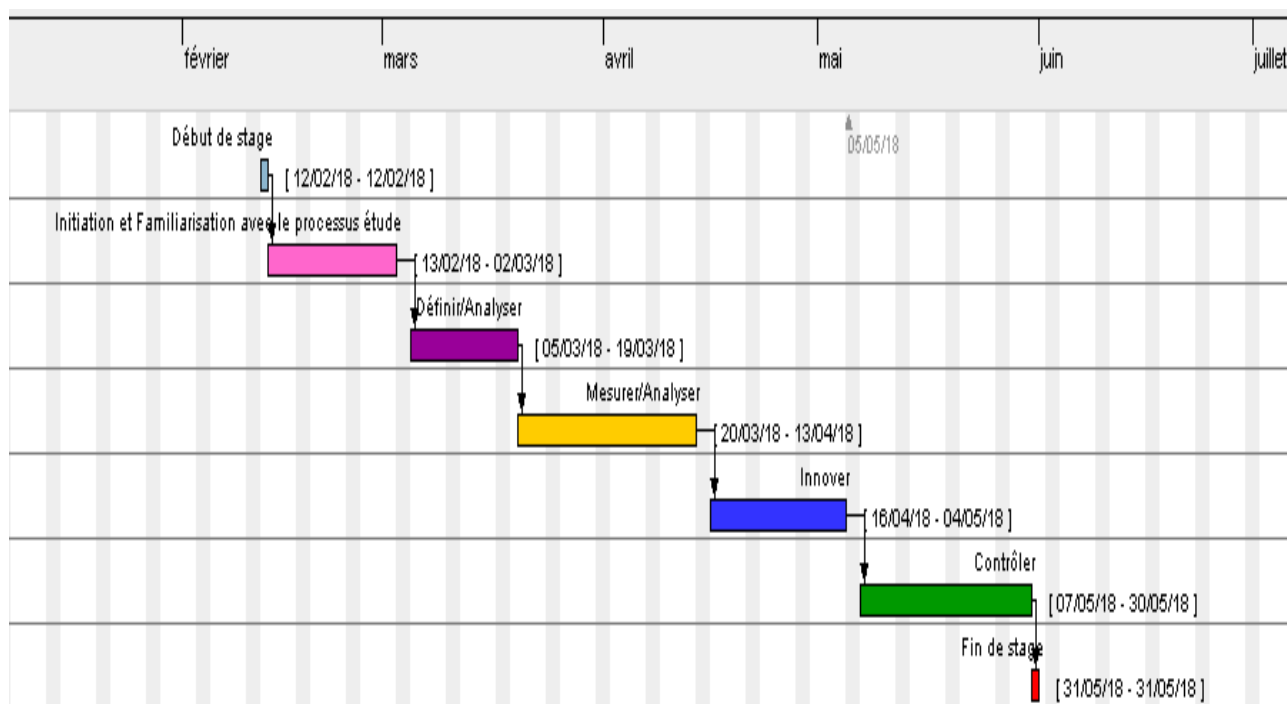 février mars avril mai juin juillet
05/05/18
Début de stage
[ 12/02/18 - 12/02/18 ]
Initiation et Familiarisation avec le processus étude
[ 13/02/18 - 02/03/18 ]
Définir/Analyser
[ 05/03/18 - 19/03/18 ]
Mesurer/Analyser
[ 20/03/18 - 13/04/18 ]
Innover
[ 16/04/18 - 04/05/18 ]
Contrôler
[ 07/05/18 - 30/05/18 ]
Fin de stage
[ 31/05/18 - 31/05/18 ]